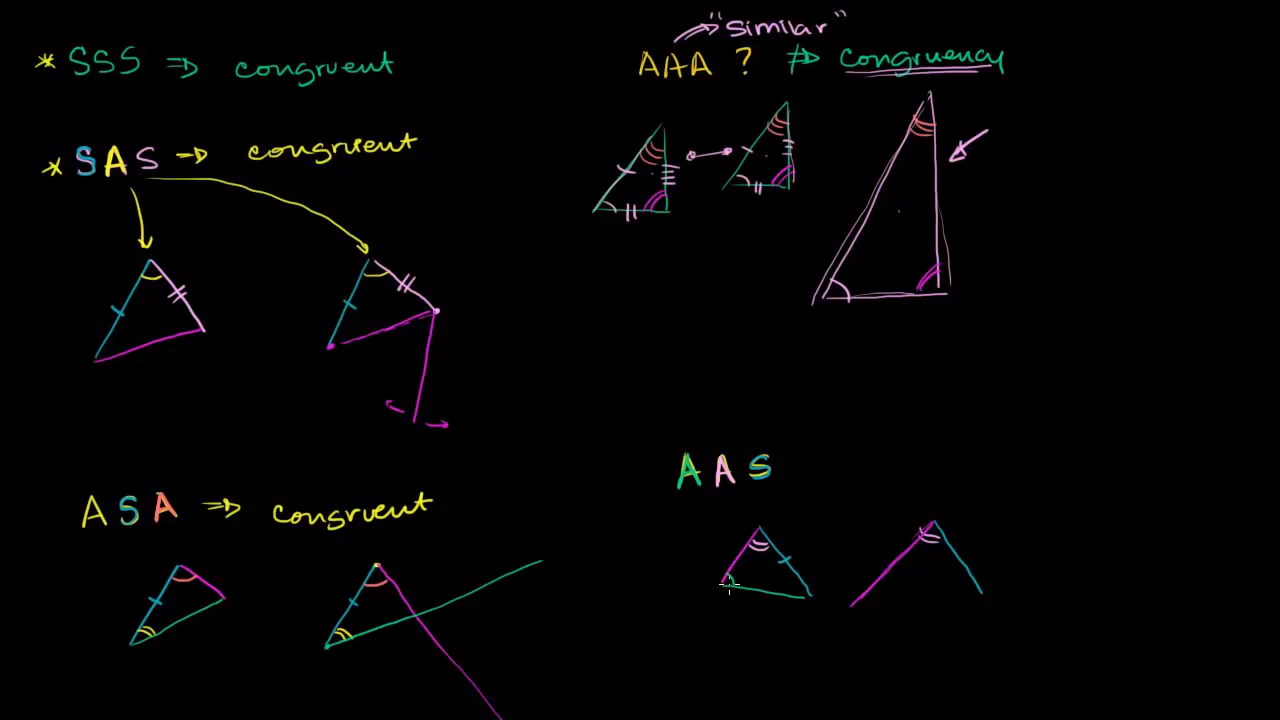 * SSS ⇒ congruent
* SAS ⇒ congruent
ASA ⇒ congruent
"Similar"
AAA ? ⇏ congruency
AAS